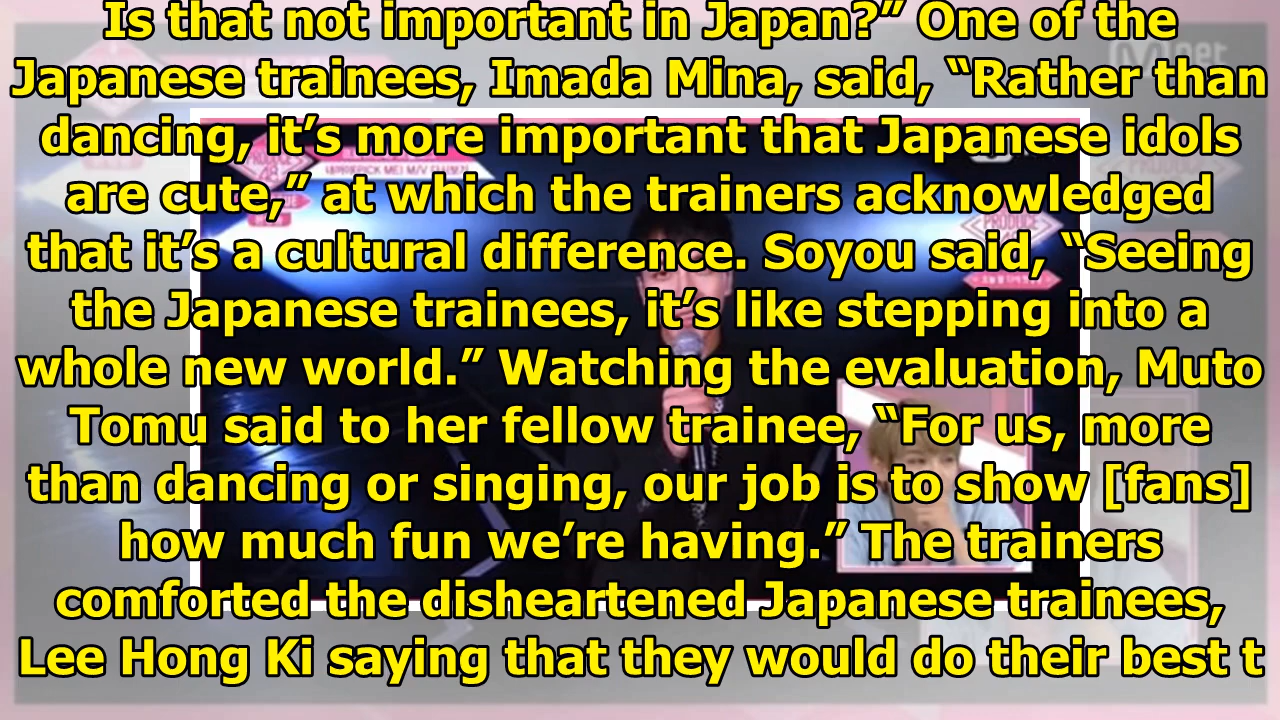 Is that not important in Japan?” One of the
Japanese trainees, Imada Mina, said, “Rather than
dancing, it’s more important that Japanese idols
are cute,” at which the trainers acknowledged
that it’s a cultural difference. Soyou said, “Seeing
the Japanese trainees, it’s like stepping into a
whole new world.” Watching the evaluation, Muto
Tomu said to her fellow trainee, “For us, more
than dancing or singing, our job is to show [fans]
how much fun we’re having.” The trainers
comforted the disheartened Japanese trainees,
Lee Hong Ki saying that they would do their best t
Mnet
PRODUCE
48
PRODUCE